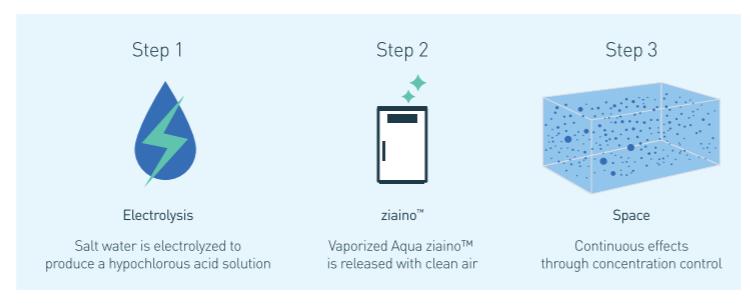 Step 1
Step 2
Step 3
Electrolysis
ziaino™
Space
Salt water is electrolyzed to
produce a hypochlorous acid solution
Vaporized Aqua ziaino™
is released with clean air
Continuous effects
through concentration control